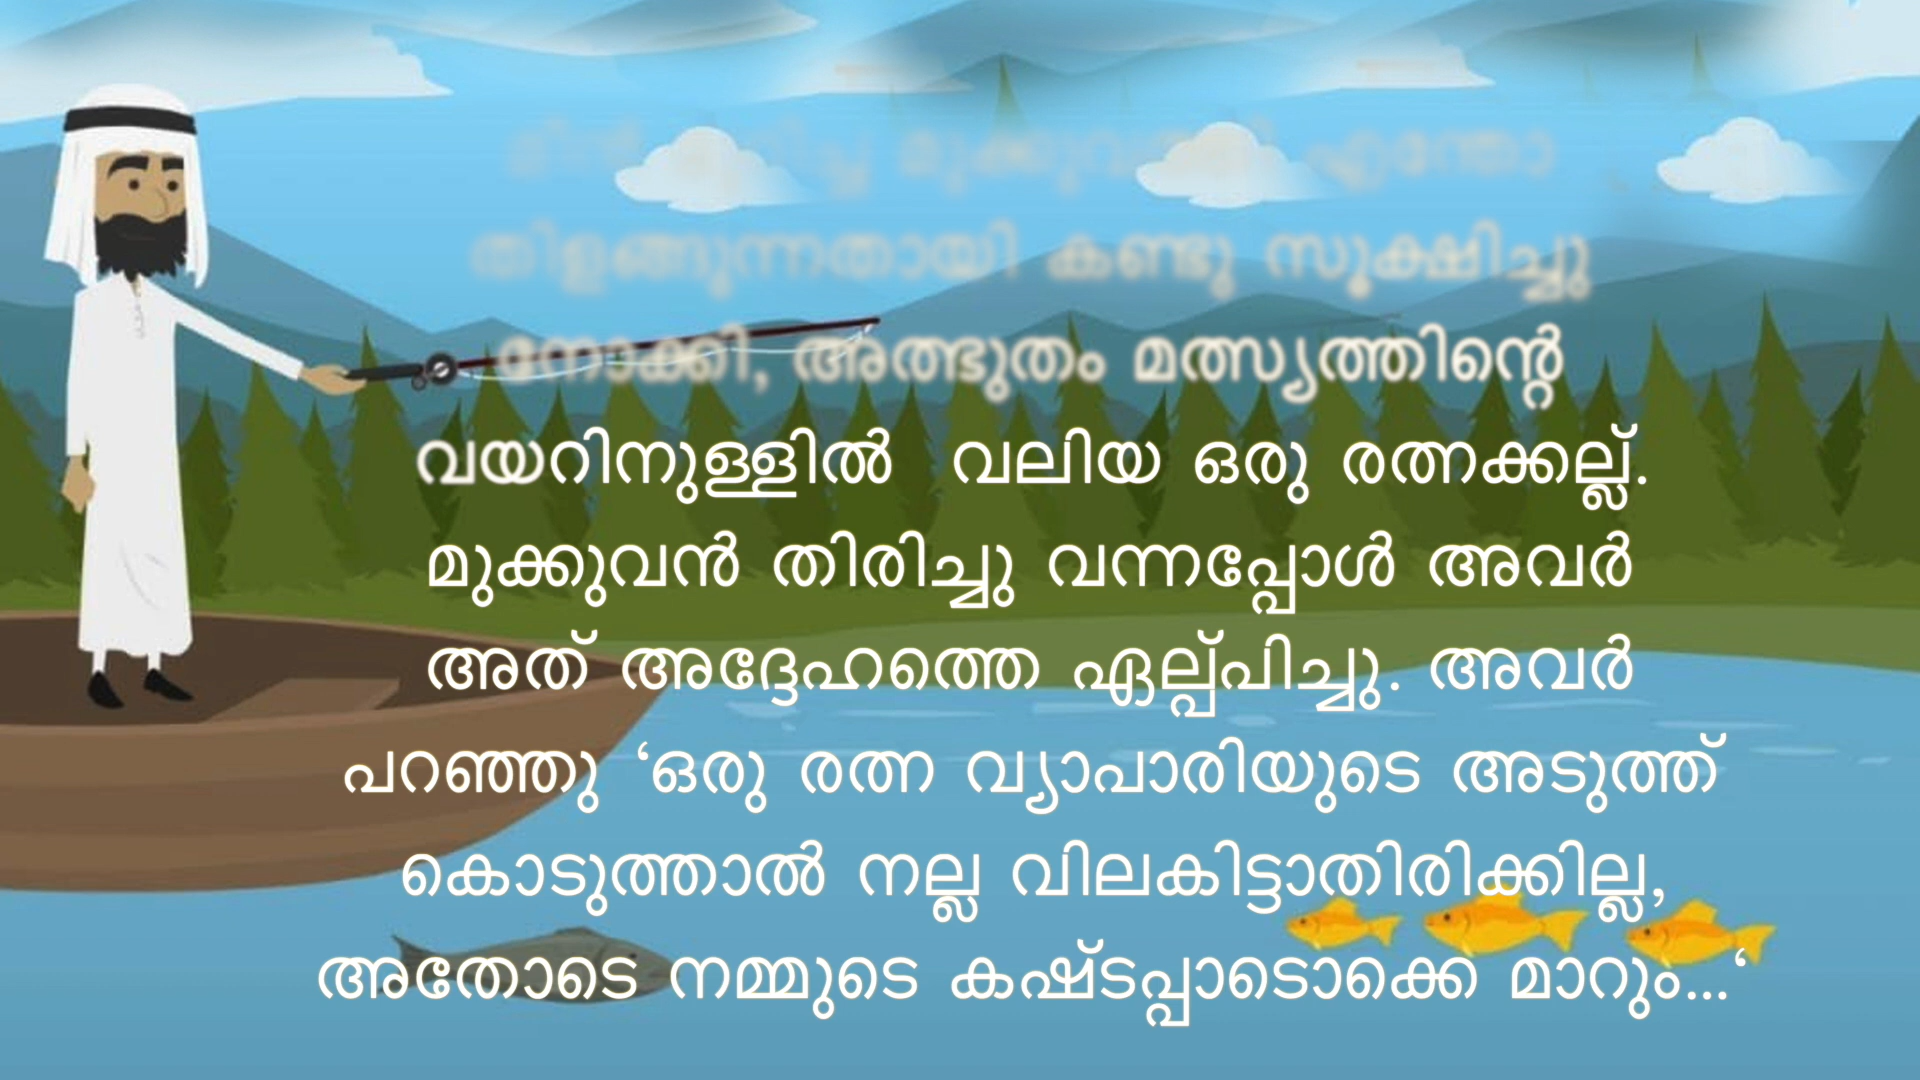 എന്തോ
തിളങ്ങുന്നതായി കണ്ടു സൂക്ഷിച്ചു
നോക്കി, അത്ഭുതം മത്സ്യത്തിന്റെ
വയറിനുള്ളിൽ വലിയ ഒരു രത്നക്കല്ല്.
മുക്കുവൻ തിരിച്ചു വന്നപ്പോൾ അവർ
അത് അദ്ദേഹത്തെ ഏല്പ്പിച്ചു. അവർ
പറഞ്ഞു ‘ഒരു രത്ന വ്യാപാരിയുടെ അടുത്ത്
കൊടുത്താൽ നല്ല വിലകിട്ടാതിരിക്കില്ല,
അതോടെ നമ്മുടെ കഷ്ടപ്പാടൊക്കെ മാറും...‘